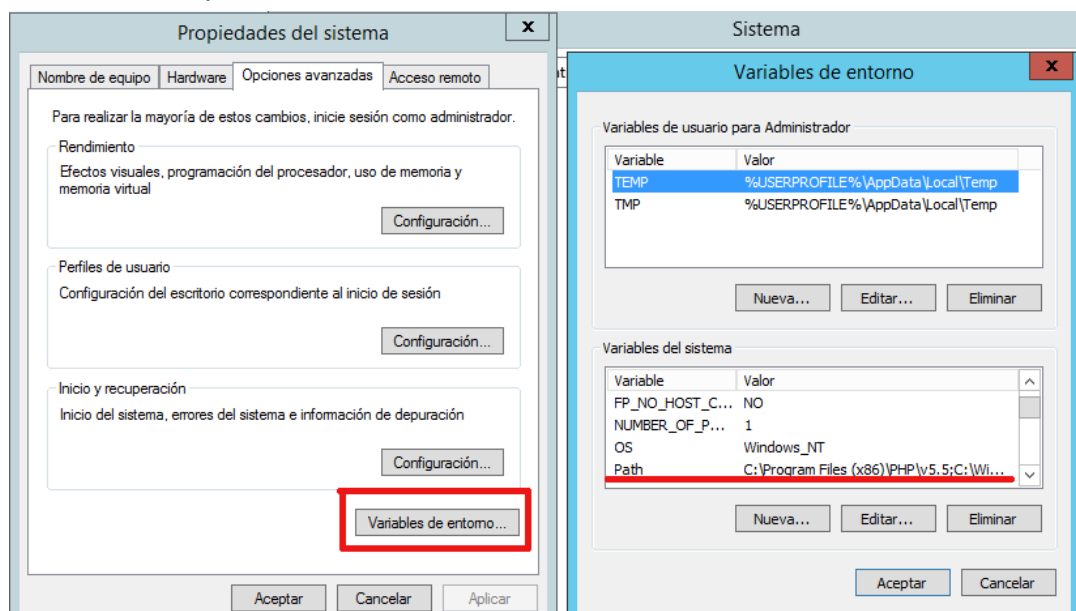 Propiedades del sistema
x
Nombre de equipo
Hardware
Opciones avanzadas
Acceso remoto
Para realizar la mayoría de estos cambios, inicie sesión como administrador.
Rendimiento
Efectos visuales, programación del procesador, uso de memoria y
memoria virtual
Configuración...
Perfiles de usuario
Configuración del escritorio correspondiente al inicio de sesión
Configuración...
Inicio y recuperación
Inicio del sistema, errores del sistema e información de depuración
Configuración...
Variables de entorno...
Aceptar
Cancelar
Aplicar
Sistema
Variables de entorno
x
Variables de usuario para Administrador
Variable Valor
TEMP %USERPROFILE%\AppData\Local\Temp
TMP %USERPROFILE%\AppData\Local\Temp
Nueva...
Editar...
Eliminar
Variables del sistema
Variable Valor
FP_NO_HOST_C... NO
NUMBER_OF_P... 1
OS Windows_NT
Path C:\Program Files (x86)\PHP\v5.5;C:\Wi...
Nueva...
Editar...
Eliminar
Aceptar
Cancelar